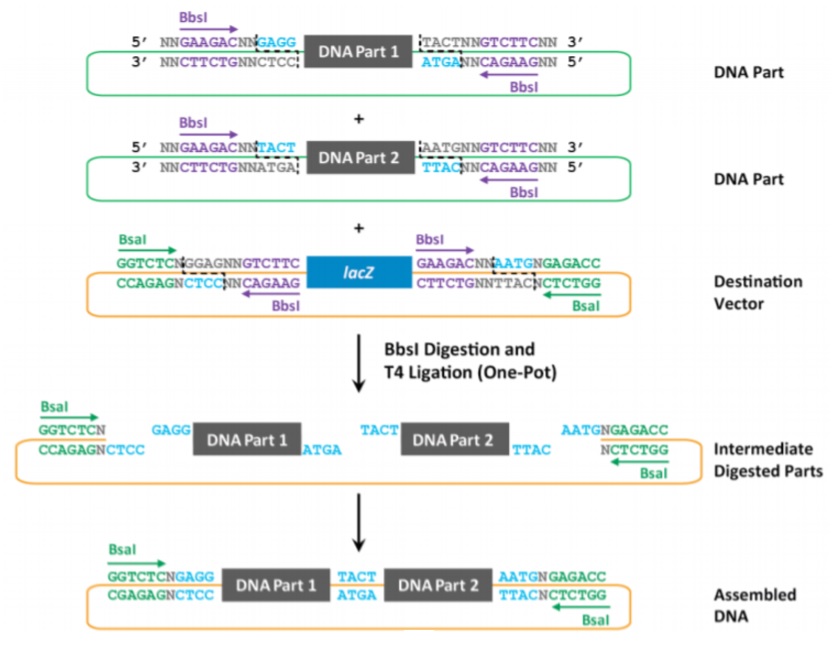 BbsI
5′ NNGAAGACNNGAGG DNA Part 1 TACTNNGTCTTCNN 3′
3′ NNCTTCTGNNCTCC ATGANNCAGAAGNN 5′
BbsI
DNA Part
+
BbsI
5′ NNGAAGACNNTACT DNA Part 2 AATGNNGTCTTCNN 3′
3′ NNCTTCTGNNATGA TTACNNCAGAAGNN 5′
BbsI
DNA Part
+
BsaI BbsI
GGTCTCNGGAGNNGTCTTC lacZ GAAGACNNAATGNGAGACC
CCAGAGNCTCCNNCAGAAG CTTCTGNNTTACNCTCTGG
BbsI BsaI
Destination
Vector
BbsI Digestion and
T4 Ligation (One-Pot)
BsaI
GGTCTCN GAGG DNA Part 1 TACT DNA Part 2 AATGNGAGACC
CCAGAGNCTCC ATGA TTAC NCTCTGG
BsaI
Intermediate
Digested Parts
BsaI
GGTCTCNGAGG DNA Part 1 TACT DNA Part 2 AATGNGAGACC
CGAGAGNCTCC ATGA TTACNCTCTGG
BsaI
Assembled
DNA